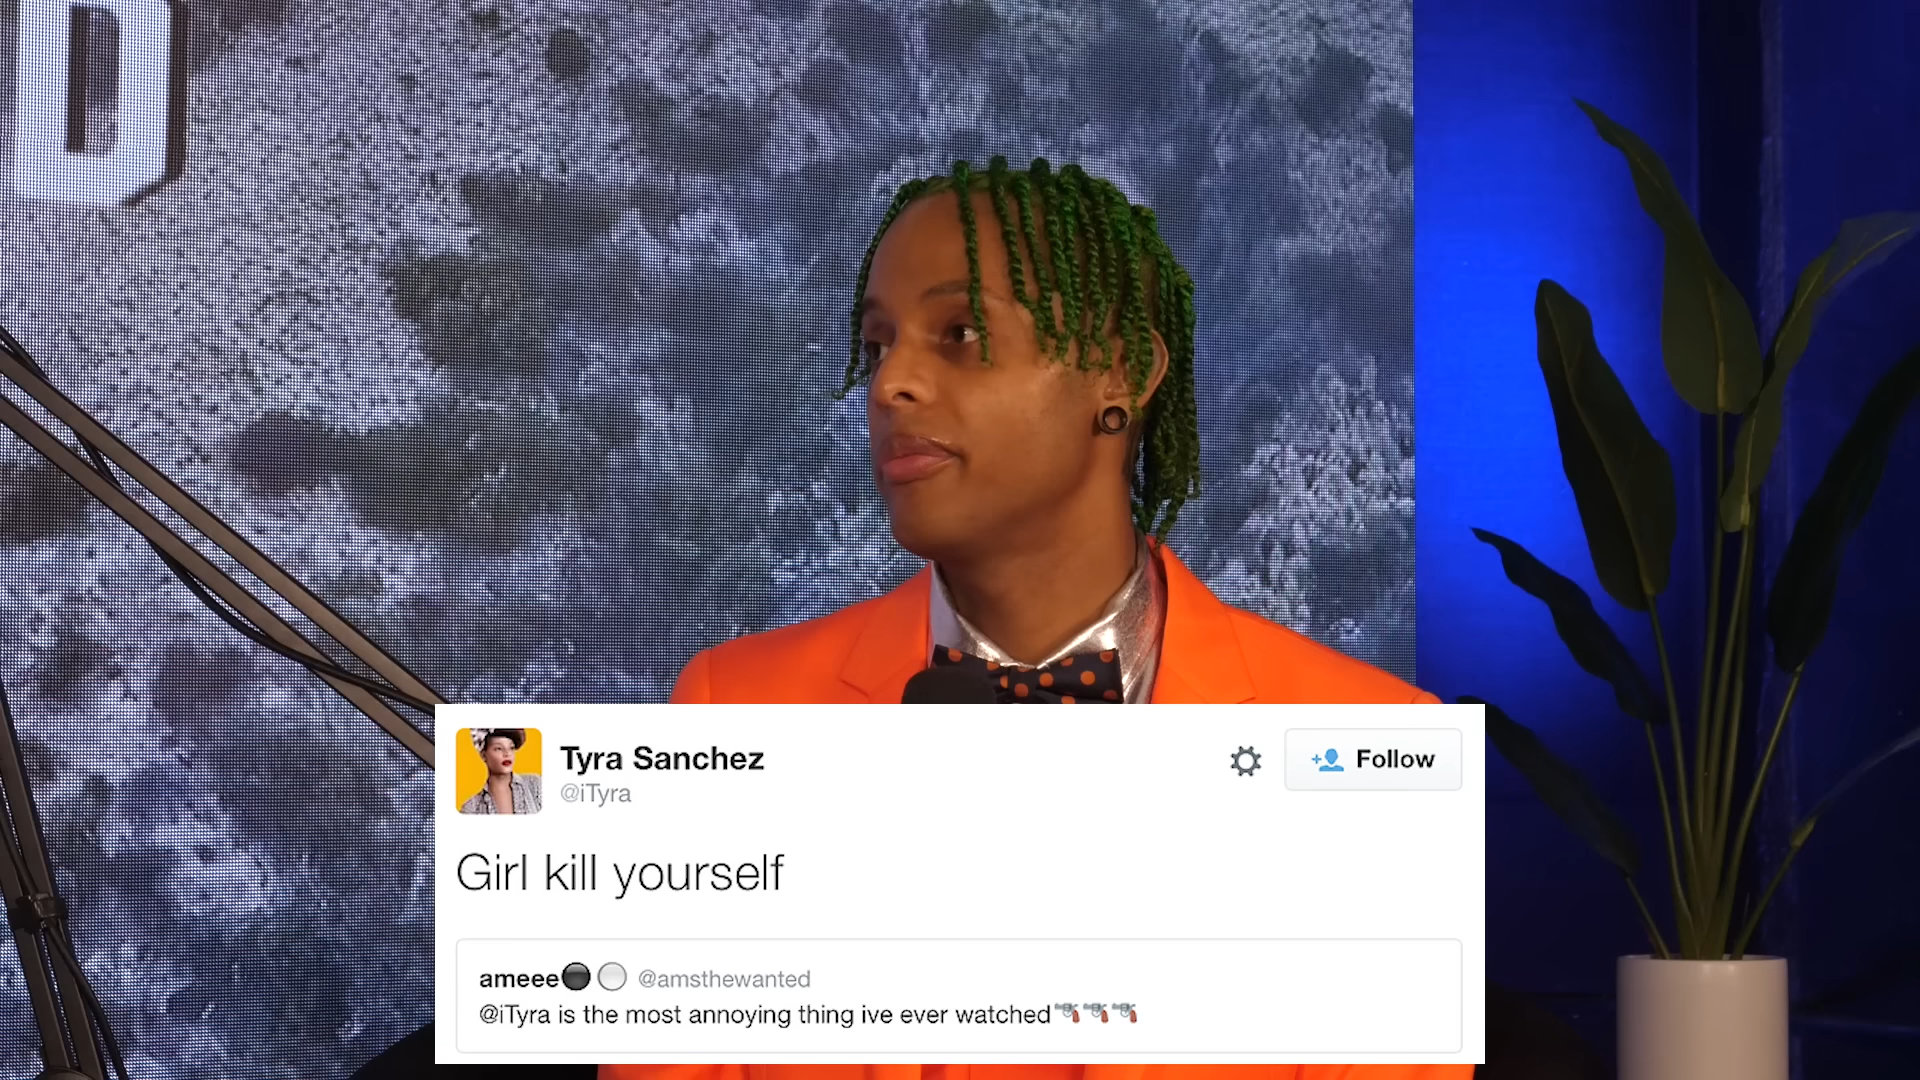 D
Tyra Sanchez
@iTyra
Follow
Girl kill yourself
ameee⚫⚪ @amsthewanted
@iTyra is the most annoying thing ive ever watched🔫🔫🔫